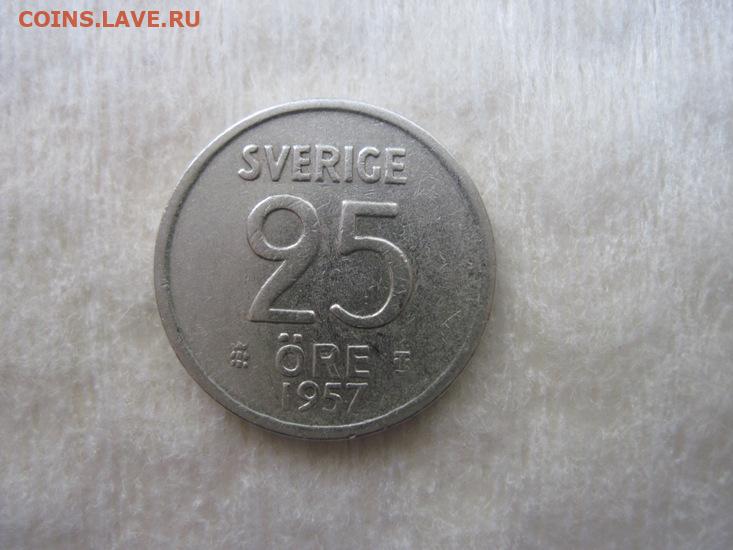 COINS.LAVE.RU
SVERIGE
25
ÖRE
1957